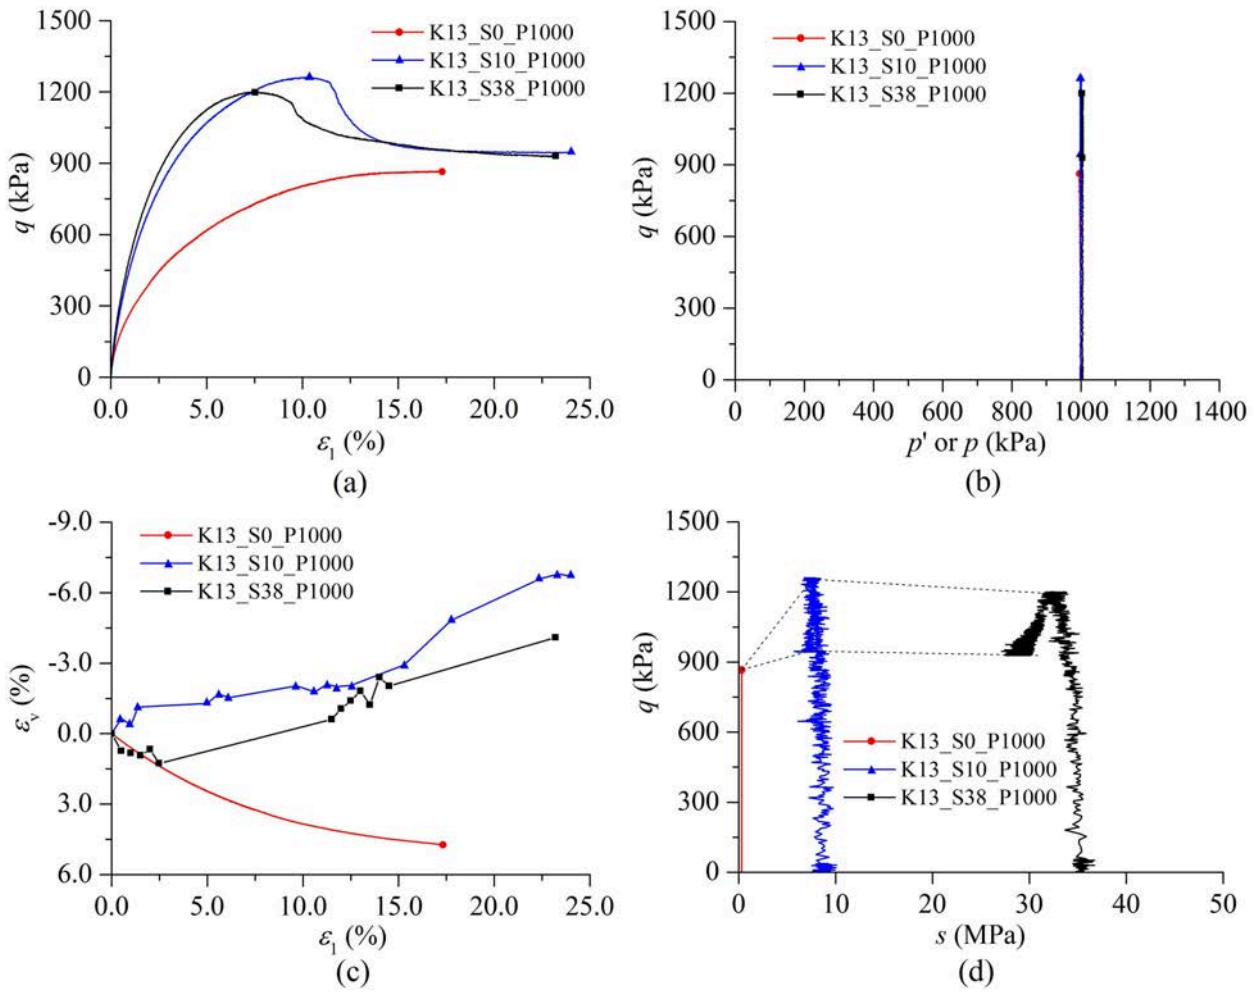 1500
1200
900
600
300
0
q (kPa)
K13_S0_P1000
K13_S10_P1000
K13_S38_P1000
0.0 5.0 10.0 15.0 20.0 25.0
ε1 (%)
(a)
1500
1200
900
600
300
0
q (kPa)
K13_S0_P1000
K13_S10_P1000
K13_S38_P1000
0 200 400 600 800 1000 1200 1400
p' or p (kPa)
(b)
-9.0
-6.0
-3.0
0.0
3.0
6.0
εv (%)
K13_S0_P1000
K13_S10_P1000
K13_S38_P1000
0.0 5.0 10.0 15.0 20.0 25.0
ε1 (%)
(c)
1500
1200
900
600
300
0
q (kPa)
K13_S0_P1000
K13_S10_P1000
K13_S38_P1000
0 10 20 30 40 50
s (MPa)
(d)